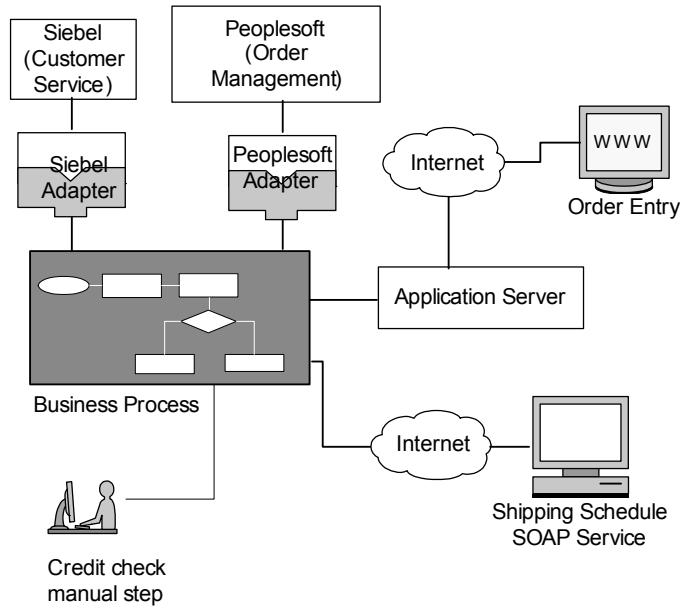 Siebel
(Customer
Service)
Peoplesoft
(Order
Management)
Siebel
Adapter
Peoplesoft
Adapter
Internet
WWW
Order Entry
Application Server
Business Process
Internet
Shipping Schedule
SOAP Service
Credit check
manual step